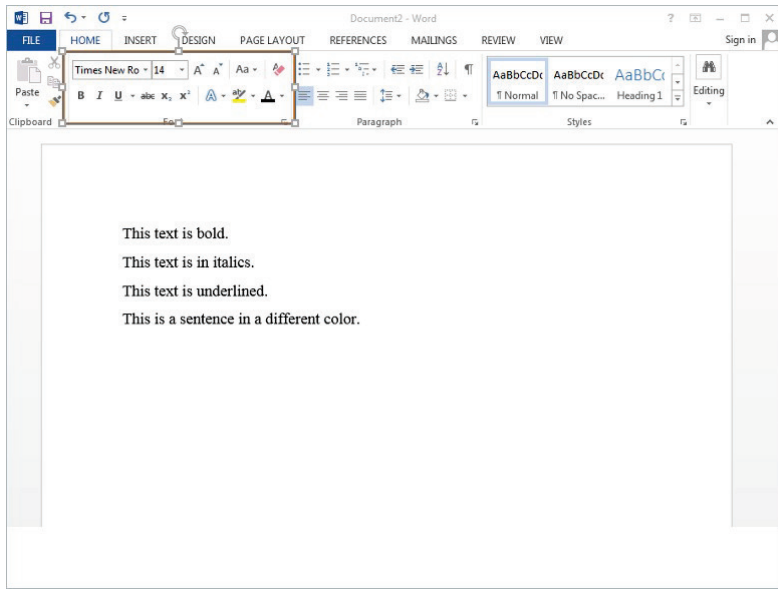 Document2 - Word
FILE HOME INSERT DESIGN PAGE LAYOUT REFERENCES MAILINGS REVIEW VIEW Sign in
Times New Ro 14 A A Aa
AaBbCcDc AaBbCcDc AaBbC
Paste B I U abc X₂ X² A ab A ¶ Normal ¶ No Spac... Heading 1 Editing
Clipboard Paragraph Styles
This text is bold.
This text is in italics.
This text is underlined.
This is a sentence in a different color.